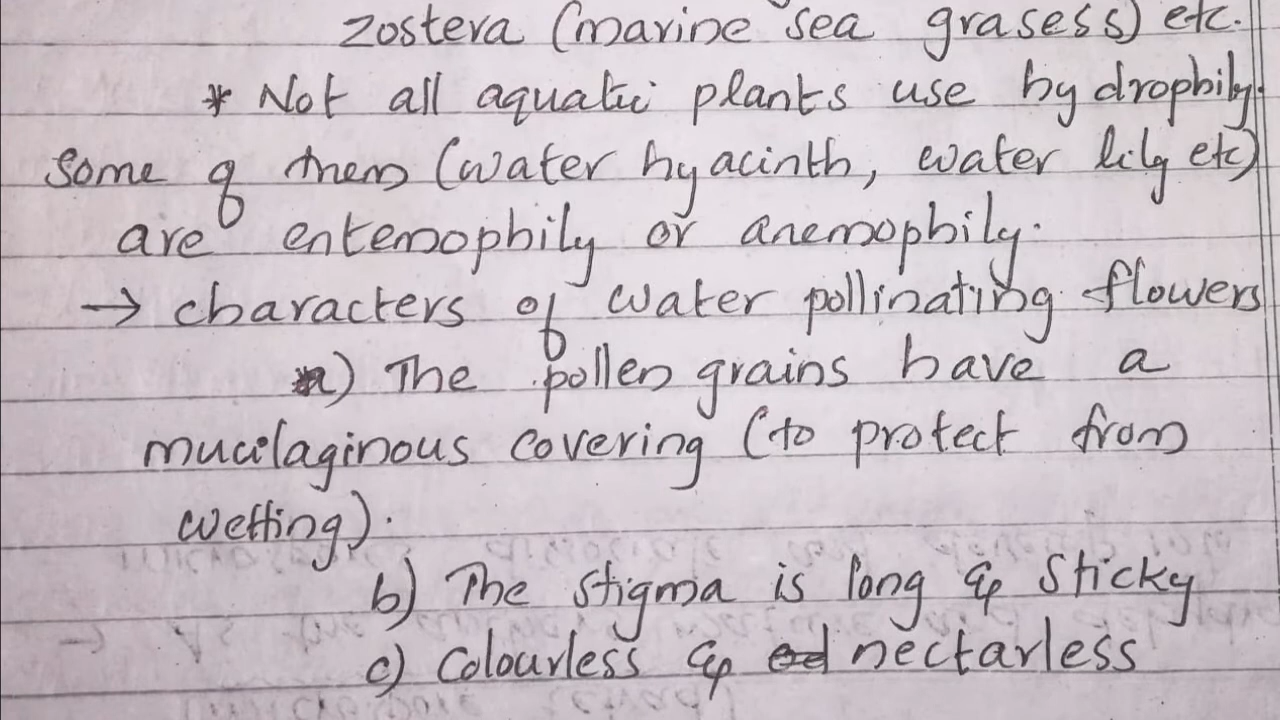 Zostera (marine sea grasess) etc.
* Not all aquatic plants use hydrophily.
Some of them (water hyacinth, water lily etc)
are entemophily or anemophily.
→ characters of water pollinating flowers
a) The pollen grains have a
mucilaginous covering (to protect from
wetting).
b) The stigma is long & sticky
c) Colourless & nectarless